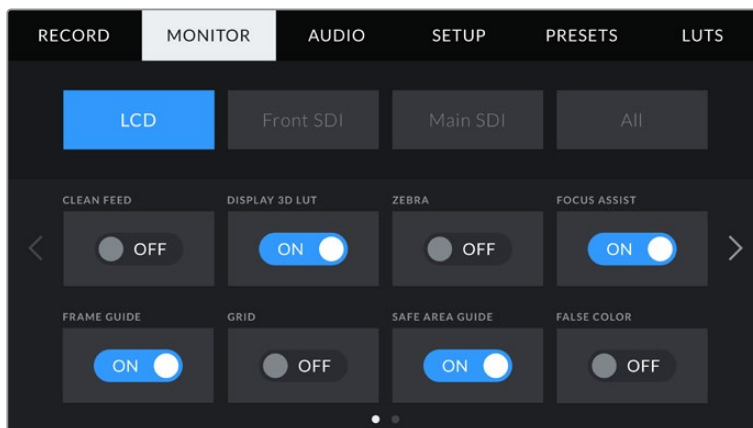 RECORD MONITOR AUDIO SETUP PRESETS LUTS
LCD Front SDI Main SDI All
CLEAN FEED DISPLAY 3D LUT ZEBRA FOCUS ASSIST
OFF ON OFF ON
FRAME GUIDE GRID SAFE AREA GUIDE FALSE COLOR
ON OFF ON OFF